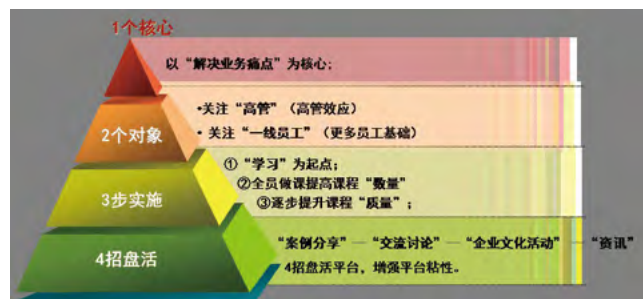 1个核心
以“解决业务痛点”为核心；
2个对象
•关注“高管”（高管效应）
• 关注“一线员工”（更多员工基础）
3步实施
①“学习”为起点；
②全员做课提高课程“数量”
③逐步提升课程“质量”；
4招盘活
“案例分享”—“交流讨论”—“企业文化活动”—“资讯”
4招盘活平台，增强平台粘性。